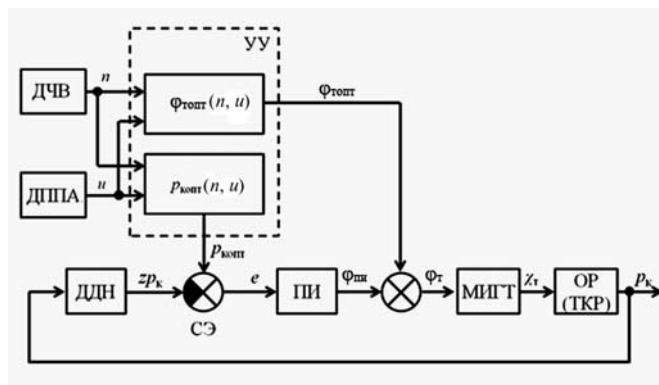 УУ
n
ДЧВ
φтопт(n, u)
φтопт
u
ДППА
pкопт(n, u)
pкопт
ДДН
zpк
СЭ
e
ПИ
φпи
φт
МИГТ
χт
ОР
(ТКР)
pк